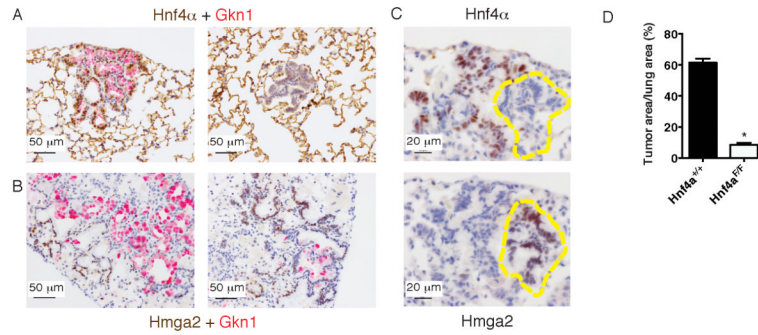 A
Hnf4α + Gkn1
50 µm
50 µm
B
50 µm
50 µm
Hmga2 + Gkn1
C
Hnf4α
20 µm
20 µm
Hmga2
D
Tumor area/lung area (%)
80
60
40
20
0
*
Hnf4a+/+
Hnf4aF/F